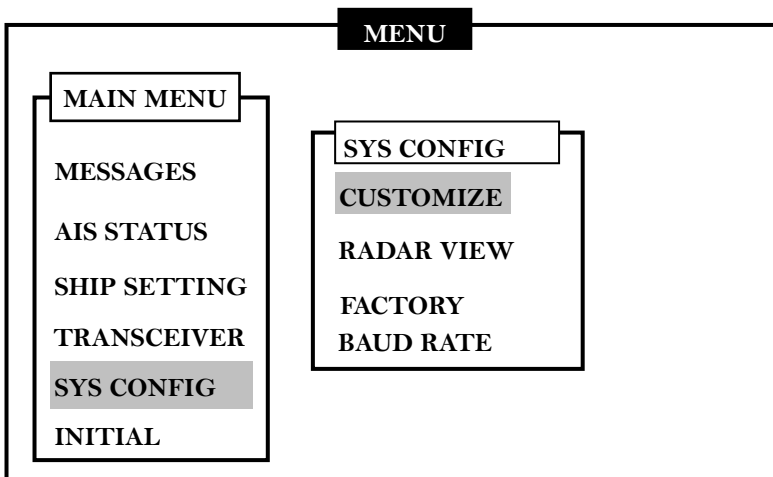 MENU
MAIN MENU
MESSAGES
AIS STATUS
SHIP SETTING
TRANSCEIVER
SYS CONFIG
INITIAL
SYS CONFIG
CUSTOMIZE
RADAR VIEW
FACTORY
BAUD RATE